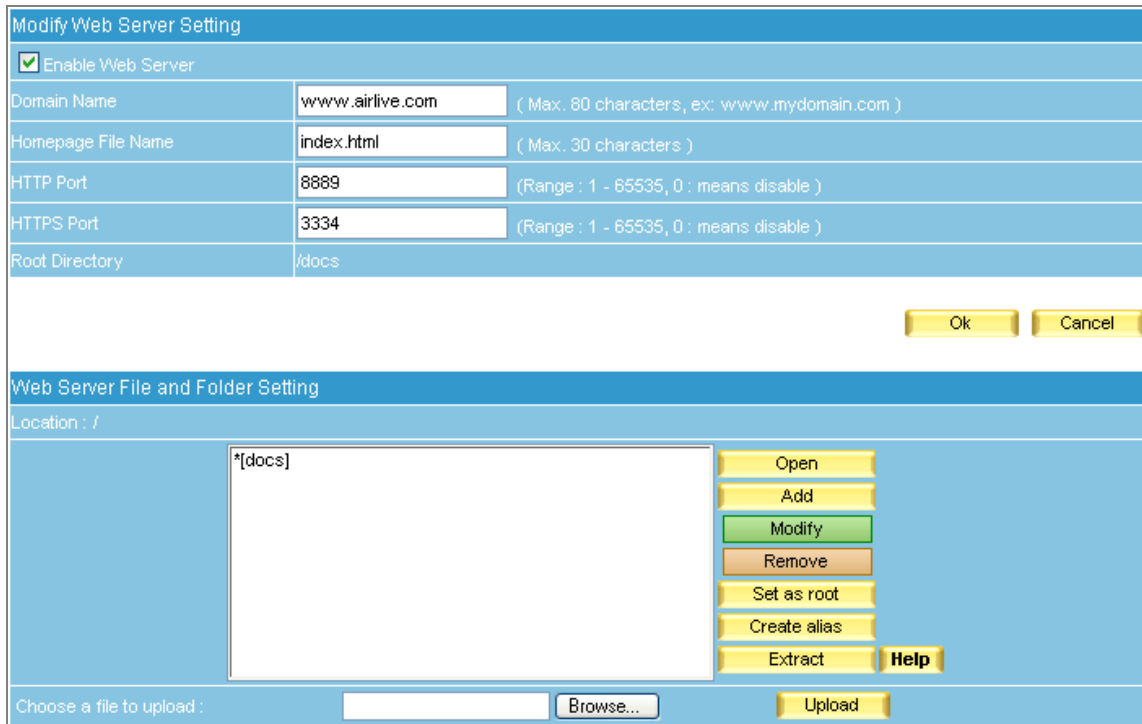 Modify Web Server Setting
Enable Web Server
Domain Name www.airlive.com ( Max. 80 characters, ex: www.mydomain.com )
Homepage File Name index.html ( Max. 30 characters )
HTTP Port 8889 (Range : 1 - 65535, 0 : means disable )
HTTPS Port 3334 (Range : 1 - 65535, 0 : means disable )
Root Directory /docs
Ok Cancel
Web Server File and Folder Setting
Location : /
*[docs]
Open
Add
Modify
Remove
Set as root
Create alias
Extract Help
Choose a file to upload : Browse... Upload